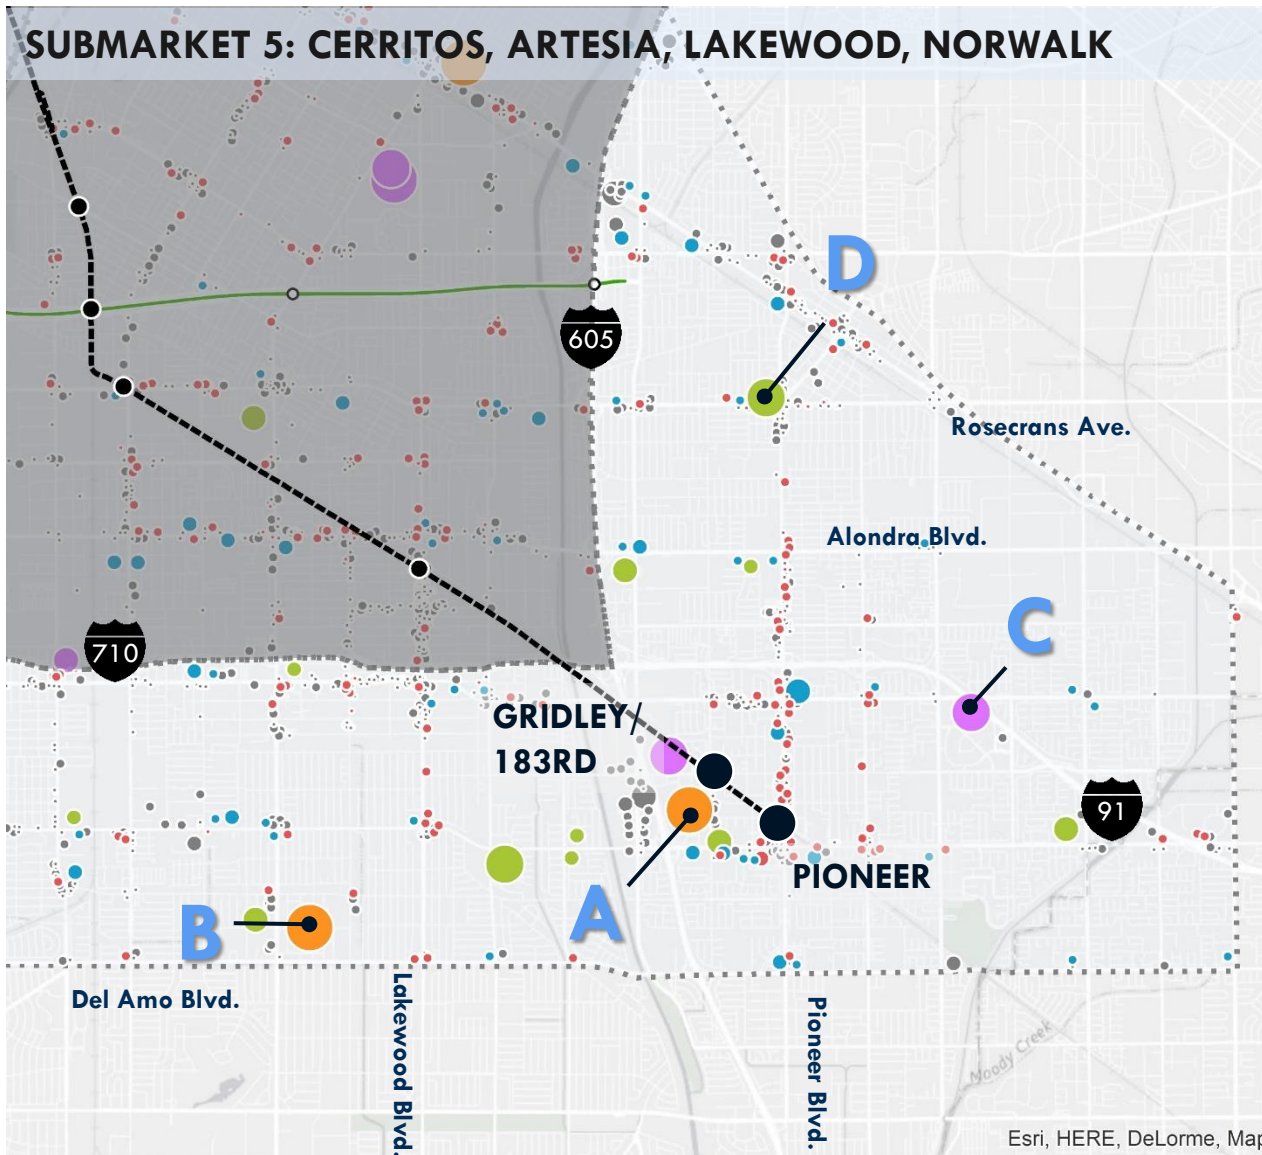 SUBMARKET 5: CERRITOS, ARTESIA, LAKEWOOD, NORWALK
D
605
Rosecrans Ave.
Alondra Blvd.
C
710
GRIDLEY/
183RD
91
PIONEER
A
B
Del Amo Blvd.
Lakewood Blvd.
Pioneer Blvd.
Moody Creek
Esri, HERE, DeLorme, Map